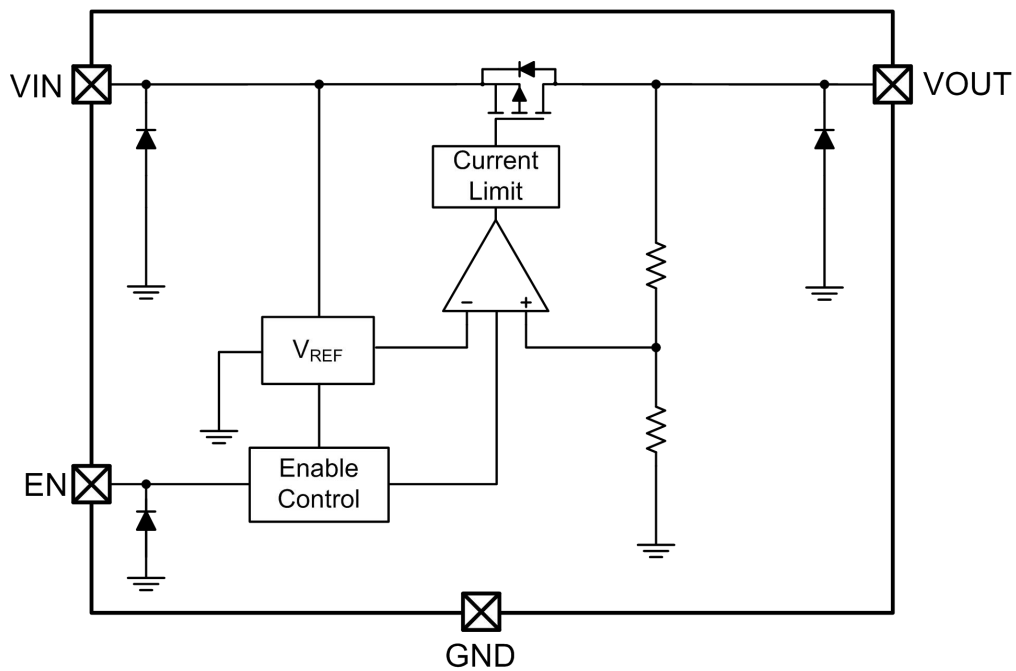 VIN
VOUT
Current
Limit
- +
VREF
EN
Enable
Control
GND